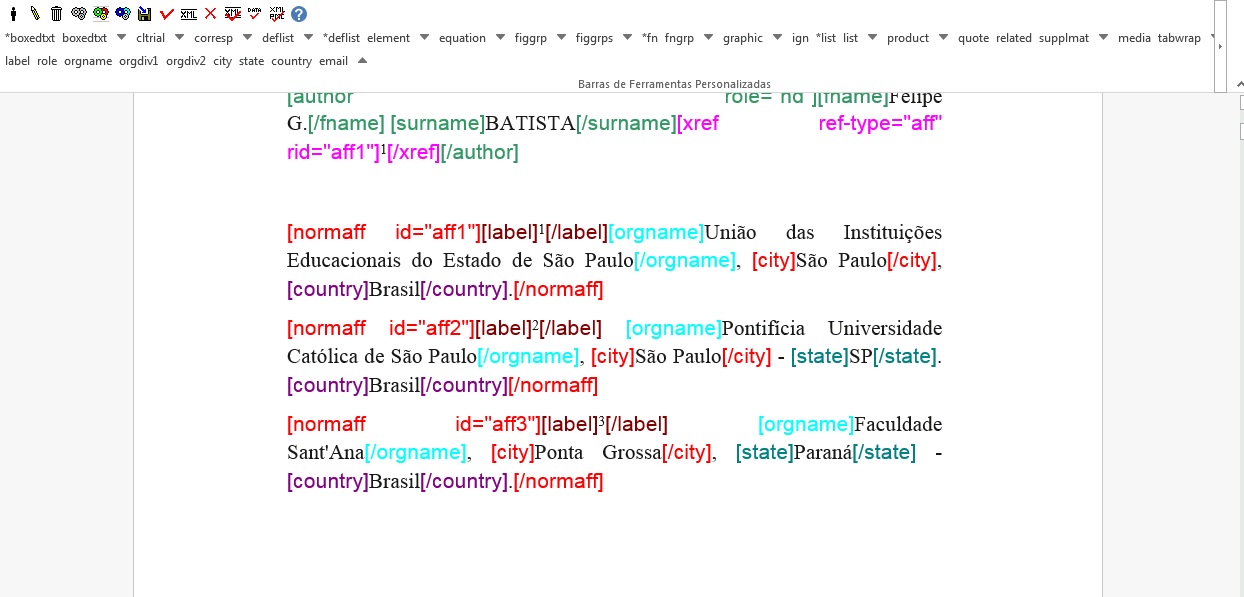 XML
XML
DATA
XML
PMC
?
*boxedtxt boxedtxt cltrial corresp deflist *deflist element equation figgrp figgrps *fn fngrp graphic ign *list list product quote related supplmat media tabwrap
label role orgname orgdiv1 orgdiv2 city state country email
Barras de Ferramentas Personalizadas
[author role="nd"][fname]Felipe
G.[/fname] [surname]BATISTA[/surname][xref ref-type="aff"
rid="aff1"]1[/xref][/author]
[normaff id="aff1"][label]1[/label][orgname]União das Instituições
Educacionais do Estado de São Paulo[/orgname], [city]São Paulo[/city],
[country]Brasil[/country].[/normaff]
[normaff id="aff2"][label]2[/label] [orgname]Pontifícia Universidade
Católica de São Paulo[/orgname], [city]São Paulo[/city] - [state]SP[/state].
[country]Brasil[/country][/normaff]
[normaff id="aff3"][label]3[/label] [orgname]Faculdade
Sant'Ana[/orgname], [city]Ponta Grossa[/city], [state]Paraná[/state] -
[country]Brasil[/country].[/normaff]